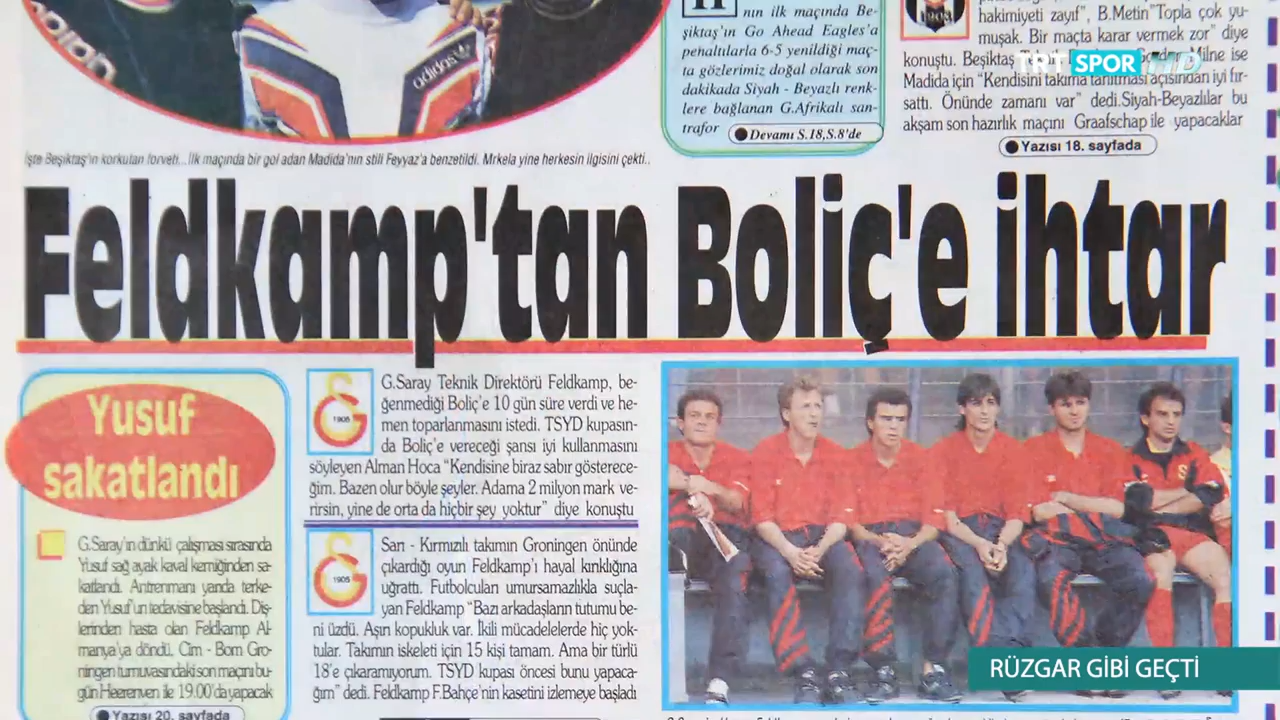 adidas
nın ilk maçında Be-
şiktaş'ın Go Ahead Eagles'a
pehaltılarla 6-5 yenildiği maç-
ta gözlerimiz doğal olarak son
dakikada Siyah - Beyazlı renk-
lere bağlanan G.Afrikalı san-
trafor
Devamı S.18,S.8'de
1903
hakimiyeti zayıf", B.Metin"Topla çok yu-
muşak. Bir maçta karar vermek zor" diye
konuştu. Beşiktaş Milne ise
Madida için "Kendisini takıma tanıtması açısından iyi fır-
sattı. Önünde zamanı var" dedi.Siyah-Beyazlılar bu
akşam son hazırlık maçını Graafschap ile yapacaklar
Yazısı 18. sayfada
TRT SPOR HD
İşte Beşiktaş'ın korkulan forveti...İlk maçında bir gol adan Madida'nın stili Feyyaz'a benzetildi. Mrkela yine herkesin ilgisini çekti..
Feldkamp'tan Boliç'e ihtar
Yusuf
sakatlandı
G.Saray'ın dünkü çalışması sırasında
Yusuf sağ ayak kaval kemiğinden sa-
katlandı. Antrenmanı yarıda terke-
den Yusuf'un tedavisine başlandı. Diş-
lerinden hasta olan Feldkamp Al-
manya'ya döndü. Cim - Bom Gro-
ningen turnuvasındaki son maçını bu-
gün Heerenven ile 19.00'da yapacak
Yazısı 20. sayfada
1905
G.Saray Teknik Direktörü Feldkamp, be-
ğenmediği Boliç'e 10 gün süre verdi ve he-
men toparlanmasını istedi. TSYD kupasın-
da Boliç'e vereceği şansı iyi kullanmasını
söyleyen Alman Hoca "Kendisine biraz sabır gösterece-
ğim. Bazen olur böyle şeyler. Adama 2 milyon mark ve-
rirsin, yine de orta da hiçbir şey yoktur" diye konuştu
1905
Sarı - Kırmızılı takımın Groningen önünde
çıkardığı oyun Feldkamp'ı hayal kırıklığına
uğrattı. Futbolcuları umursamazlıkla suçla-
yan Feldkamp "Bazı arkadaşların tutumu be-
ni üzdü. Aşırı kopukluk var. İkili mücadelelerde hiç yok-
tular. Takımın iskeleti için 15 kişi tamam. Ama bir türlü
18'e çıkaramıyorum. TSYD kupası öncesi bunu yapaca-
ğım" dedi. Feldkamp F.Bahçe'nin kasetini izlemeye başladı
RÜZGAR GİBİ GEÇTİ